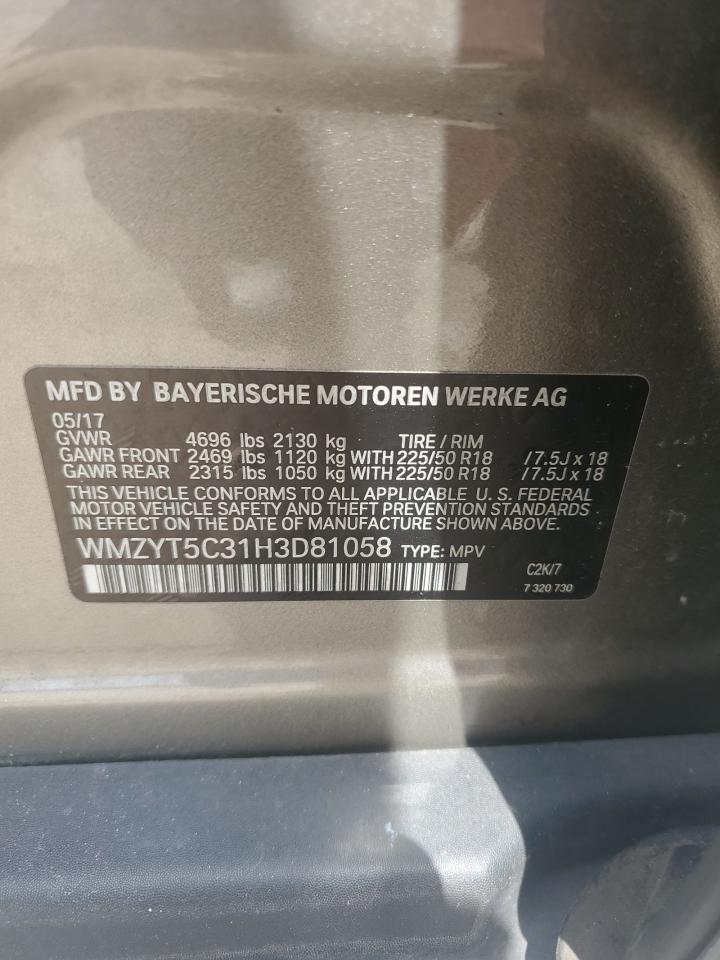 MFD BY BAYERISCHE MOTOREN WERKE AG
05/17
GVWR 4696 lbs 2130 kg TIRE / RIM
GAWR FRONT 2469 lbs 1120 kg WITH 225/50 R18 /7.5J x 18
GAWR REAR 2315 lbs 1050 kg WITH 225/50 R18 /7.5J x 18
THIS VEHICLE CONFORMS TO ALL APPLICABLE U. S. FEDERAL
MOTOR VEHICLE SAFETY AND THEFT PREVENTION STANDARDS
IN EFFECT ON THE DATE OF MANUFACTURE SHOWN ABOVE.
WMZYT5C31H3D81058 TYPE: MPV
C2K/7
7 320 730